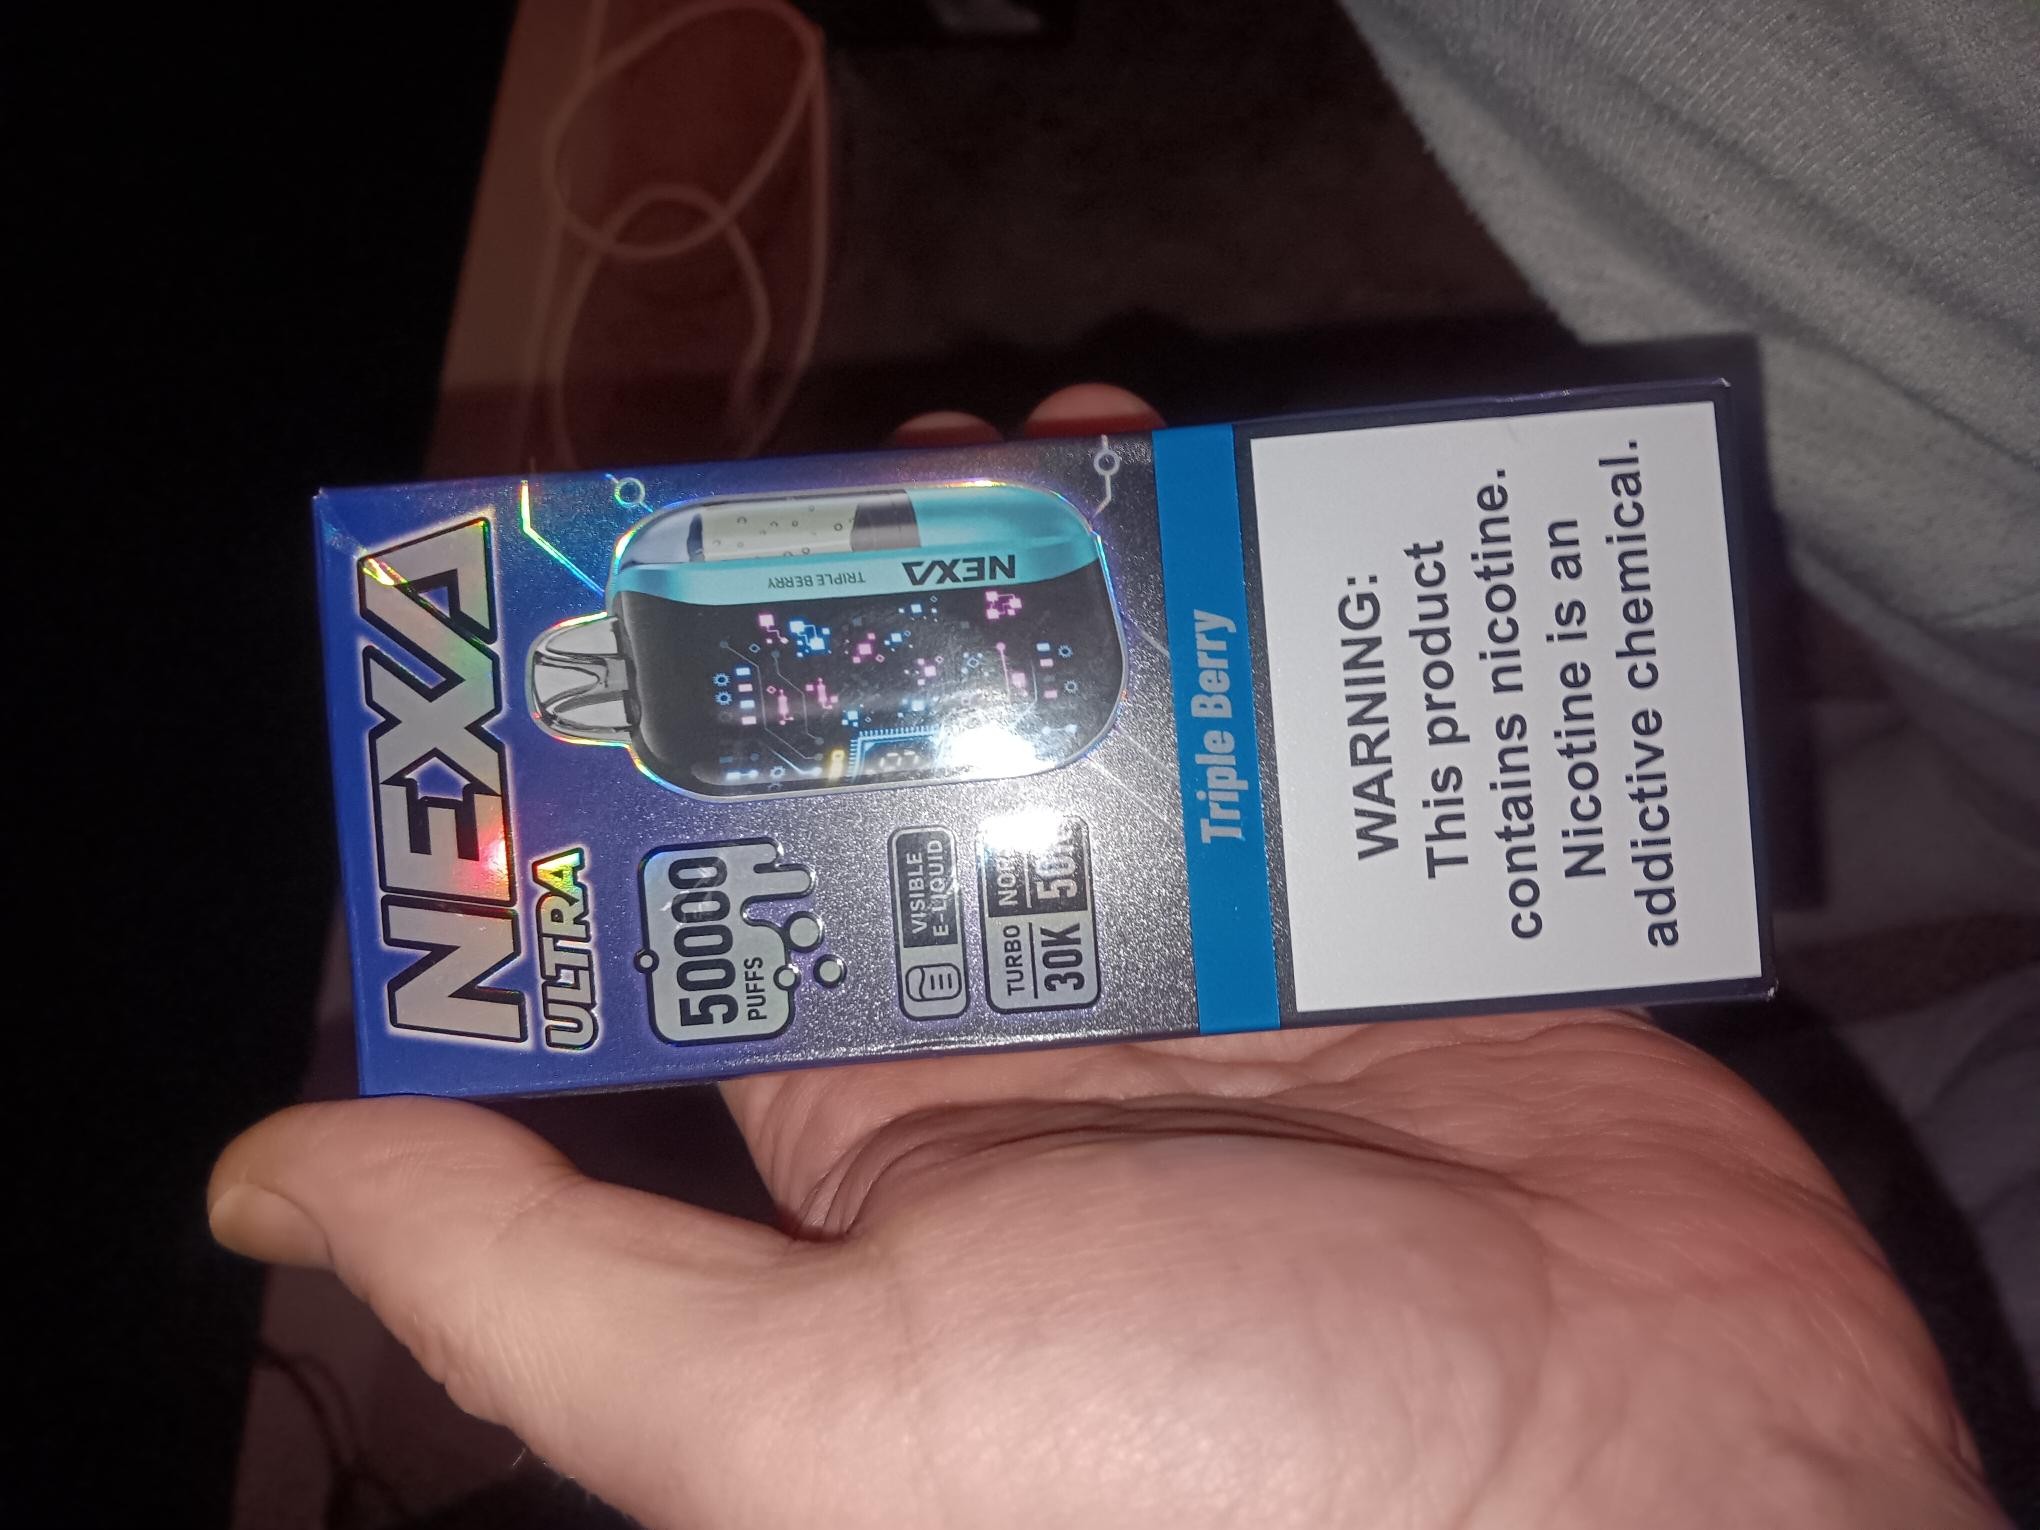 NEXA
ULTRA
50000
PUFFS
VISIBLE
E-LIQUID
TURBO
30K
TRIPLE BERRY
NEXA
Triple Berry
WARNING:
This product
contains nicotine.
Nicotine is an
addictive chemical.